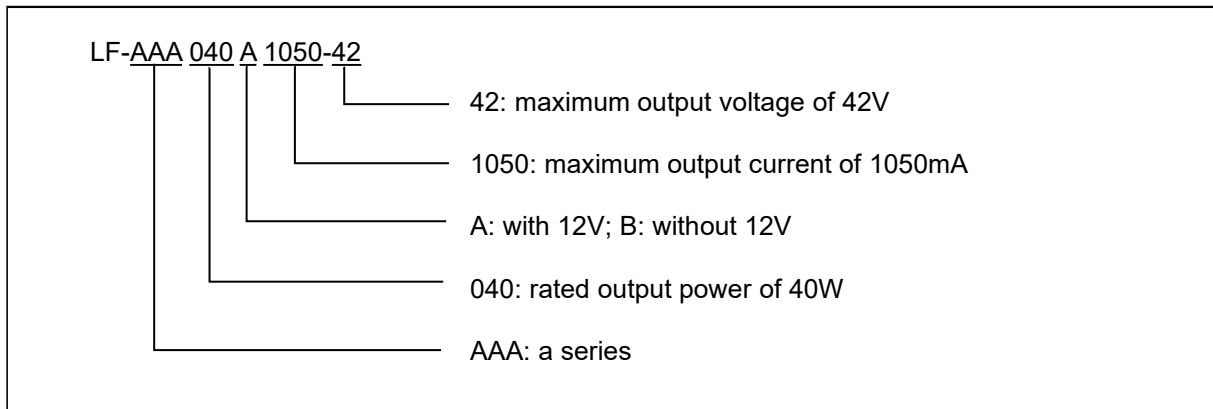 LF-AAA 040 A 1050-42
42: maximum output voltage of 42V
1050: maximum output current of 1050mA
A: with 12V; B: without 12V
040: rated output power of 40W
AAA: a series